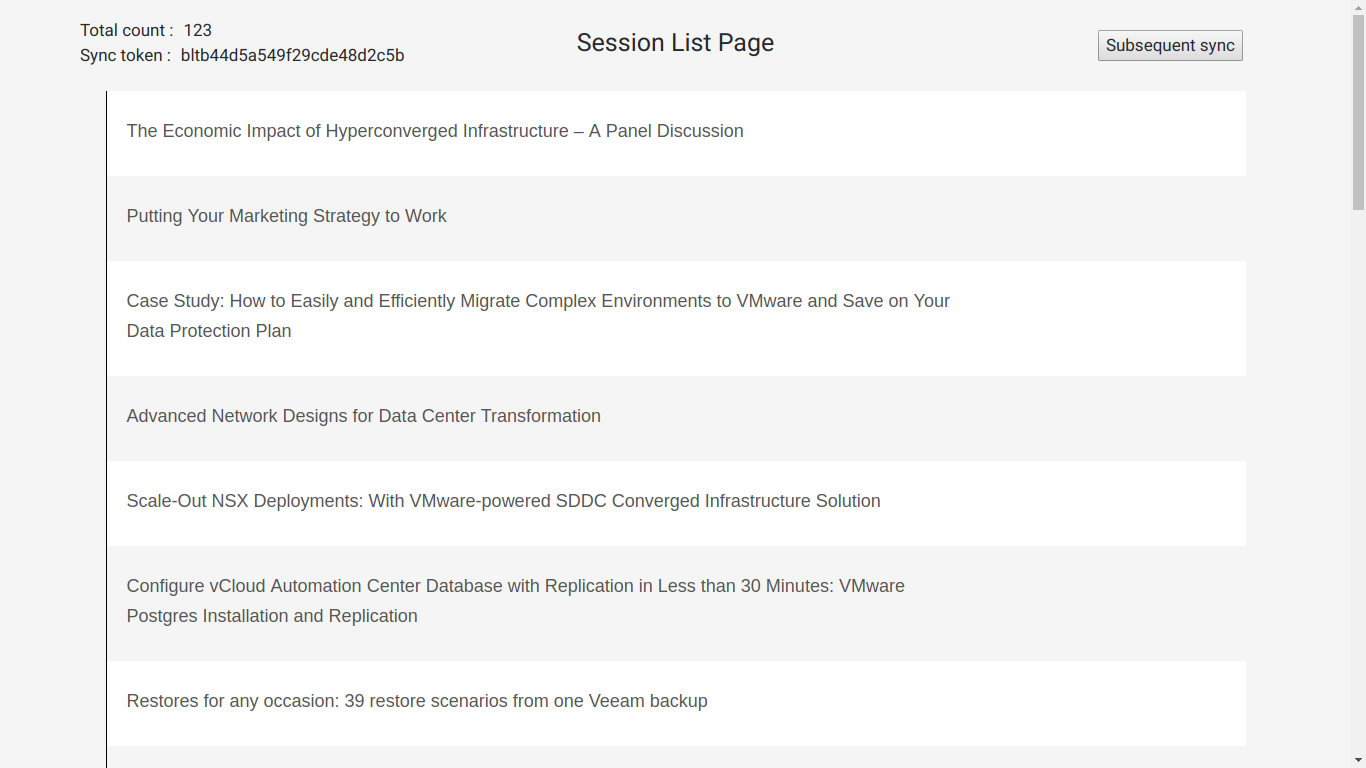 Total count : 123
Sync token : bltb44d5a549f29cde48d2c5b
Session List Page
Subsequent sync
The Economic Impact of Hyperconverged Infrastructure – A Panel Discussion
Putting Your Marketing Strategy to Work
Case Study: How to Easily and Efficiently Migrate Complex Environments to VMware and Save on Your
Data Protection Plan
Advanced Network Designs for Data Center Transformation
Scale-Out NSX Deployments: With VMware-powered SDDC Converged Infrastructure Solution
Configure vCloud Automation Center Database with Replication in Less than 30 Minutes: VMware
Postgres Installation and Replication
Restores for any occasion: 39 restore scenarios from one Veeam backup